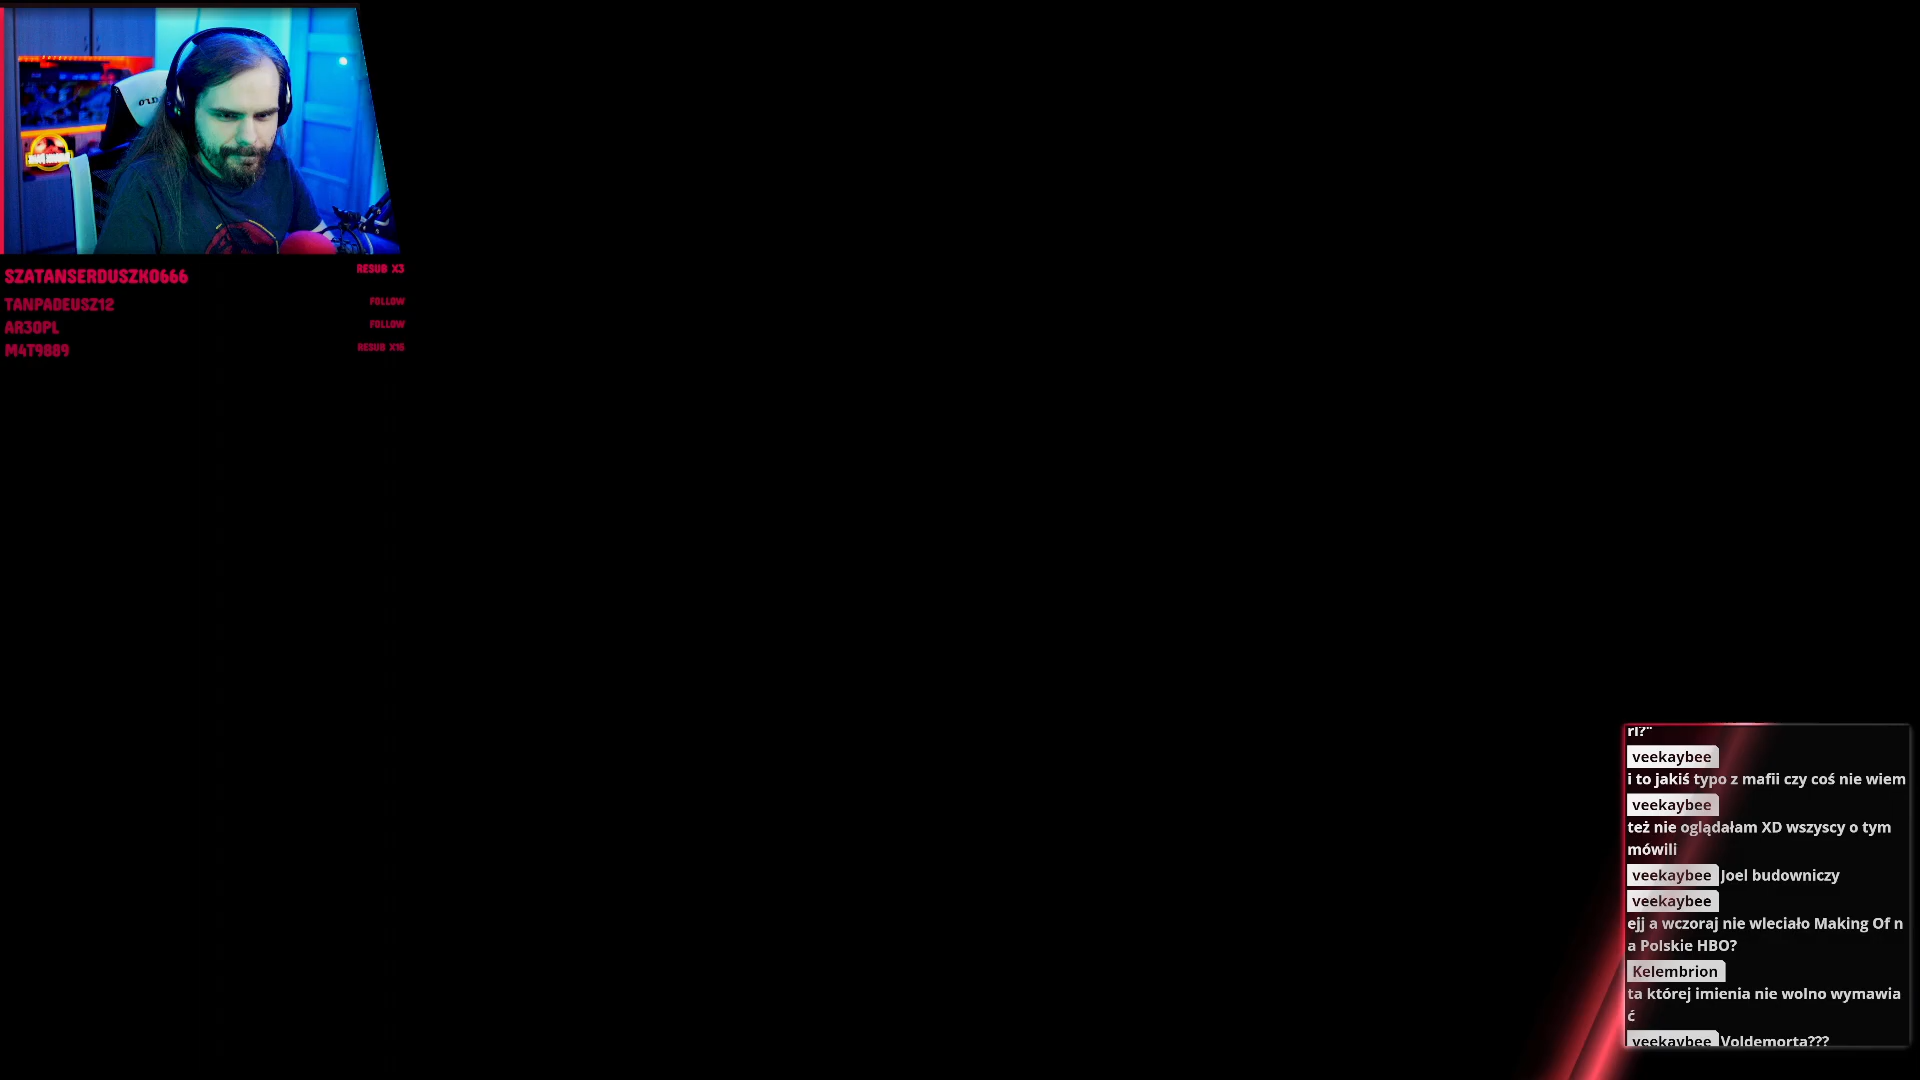 SZATANSERDUSZKO666 RESUB X3
TANPADEUSZ12 FOLLOW
AR30PL FOLLOW
M4T9889 RESUB X16
rl?"
veekaybee
i to jakiś typo z mafii czy coś nie wiem
veekaybee
też nie oglądałam XD wszyscy o tym
mówili
veekaybee Joel budowniczy
veekaybee
ejj a wczoraj nie wleciało Making Of n
a Polskie HBO?
Kelembrion
ta której imienia nie wolno wymawia
ć
veekaybee Voldemorta???